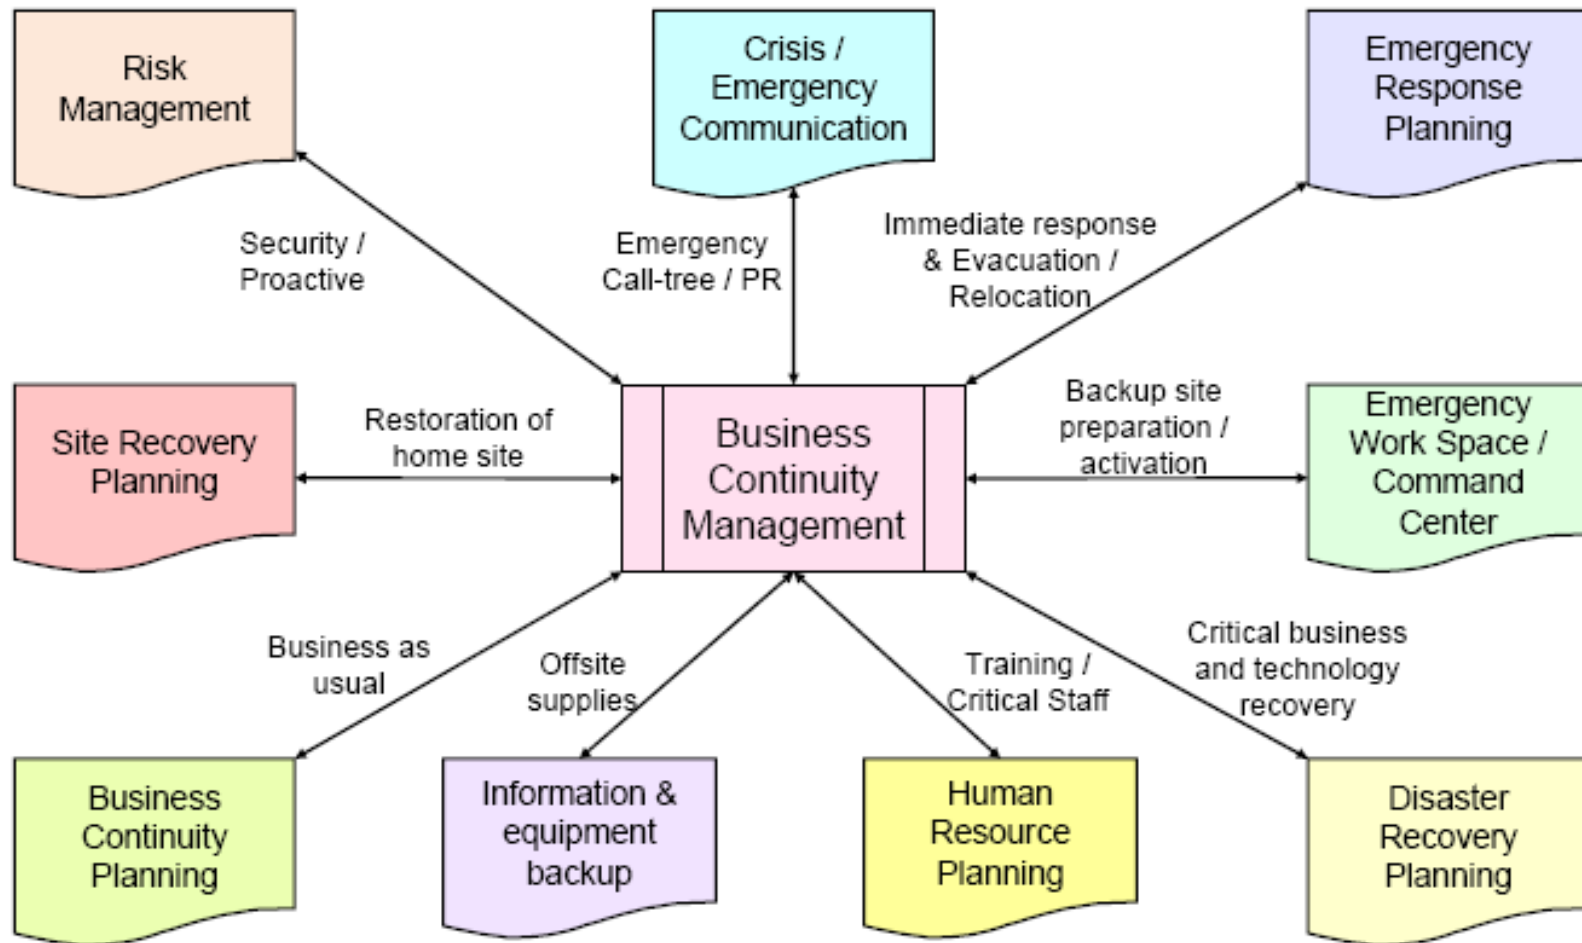 Risk
Management
Crisis /
Emergency
Communication
Emergency
Response
Planning
Security /
Proactive
Emergency
Call-tree / PR
Immediate response
& Evacuation /
Relocation
Site Recovery
Planning
Restoration of
home site
Business
Continuity
Management
Backup site
preparation /
activation
Emergency
Work Space /
Command
Center
Business as
usual
Offsite
supplies
Training /
Critical Staff
Critical business
and technology
recovery
Business
Continuity
Planning
Information &
equipment
backup
Human
Resource
Planning
Disaster
Recovery
Planning